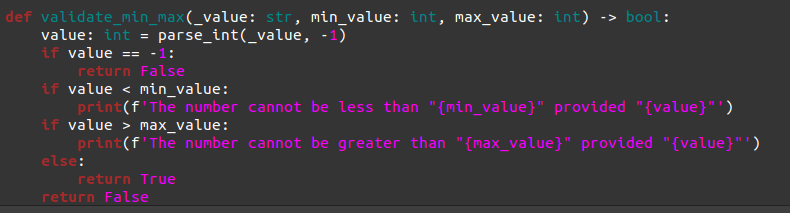 def validate_min_max(_value: str, min_value: int, max_value: int) -> bool:
    value: int = parse_int(_value, -1)
    if value == -1:
        return False
    if value < min_value:
        print(f'The number cannot be less than "{min_value}" provided "{value}"')
    if value > max_value:
        print(f'The number cannot be greater than "{max_value}" provided "{value}"')
    else:
        return True
    return False